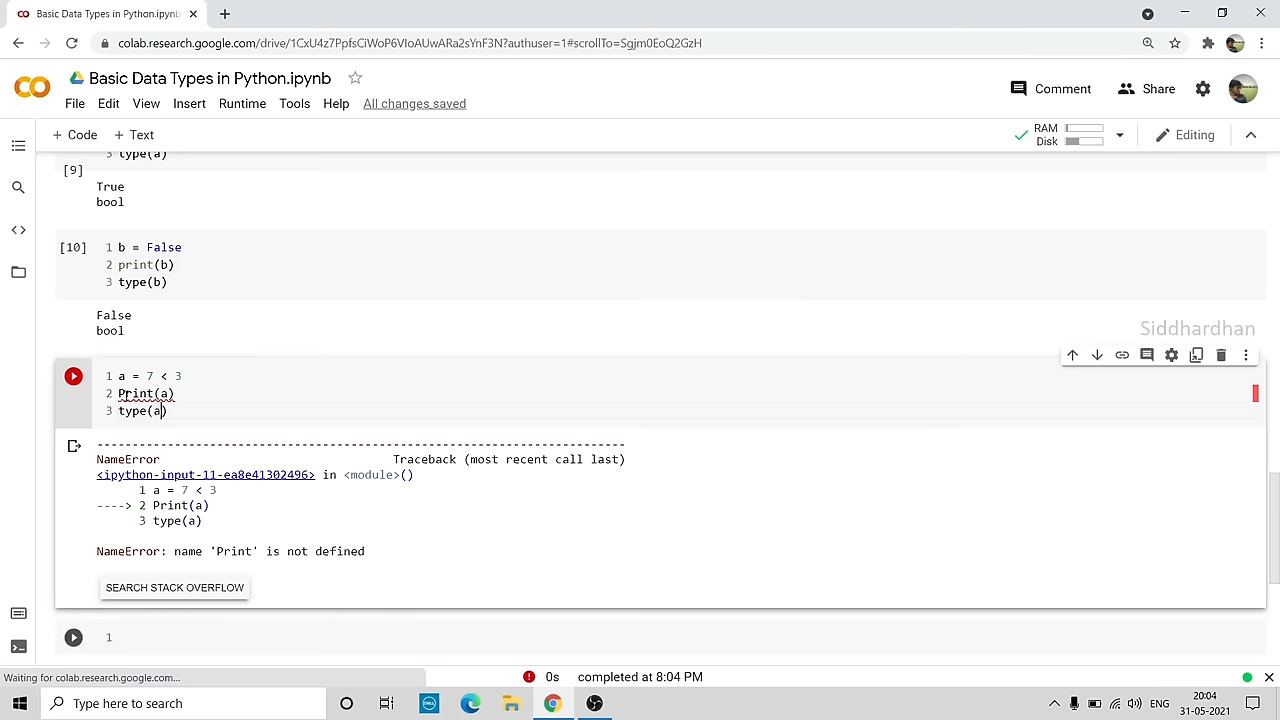 Basic Data Types in Python.ipynb
colab.research.google.com/drive/1CxU4z7PpfsCiWoP6VIoAUwARa2sYnF3N?authuser=1#scrollTo=Sgjm0EoQ2GzH
Basic Data Types in Python.ipynb
File Edit View Insert Runtime Tools Help All changes saved
Comment Share
+ Code + Text
RAM
Disk
Editing
3 type(a)
[9]
True
bool
[10] 1 b = False
2 print(b)
3 type(b)
False
bool
Siddhardhan
1 a = 7 < 3
2 Print(a)
3 type(a)
---------------------------------------------------------------------------
NameError Traceback (most recent call last)
<ipython-input-11-ea8e41302496> in <module>()
1 a = 7 < 3
----> 2 Print(a)
3 type(a)
NameError: name 'Print' is not defined
SEARCH STACK OVERFLOW
1
Waiting for colab.research.google.com...
0s completed at 8:04 PM
Type here to search
DELL
ENG
20:04
31-05-2021